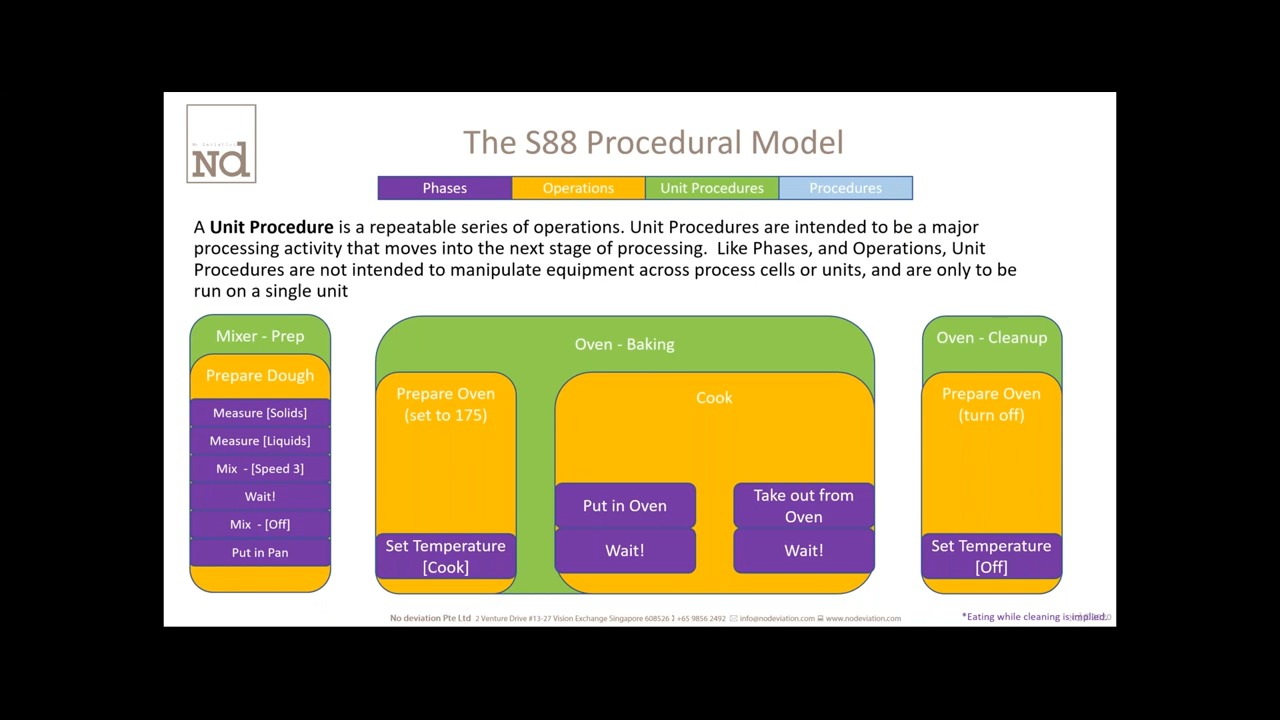 No deviation
Nd
The S88 Procedural Model
Phases
Operations
Unit Procedures
Procedures
A Unit Procedure is a repeatable series of operations. Unit Procedures are intended to be a major
processing activity that moves into the next stage of processing.  Like Phases, and Operations, Unit
Procedures are not intended to manipulate equipment across process cells or units, and are only to be
run on a single unit
Mixer - Prep
Prepare Dough
Measure [Solids]
Measure [Liquids]
Mix  - [Speed 3]
Wait!
Mix  - [Off]
Put in Pan
Oven - Baking
Prepare Oven
(set to 175)
Set Temperature
[Cook]
Cook
Put in Oven
Wait!
Take out from
Oven
Wait!
Oven - Cleanup
Prepare Oven
(turn off)
Set Temperature
[Off]
No deviation Pte Ltd 2 Venture Drive #13-27 Vision Exchange Singapore 608526 +65 9856 2492 info@nodeviation.com www.nodeviation.com
*Eating while cleaning is implied.